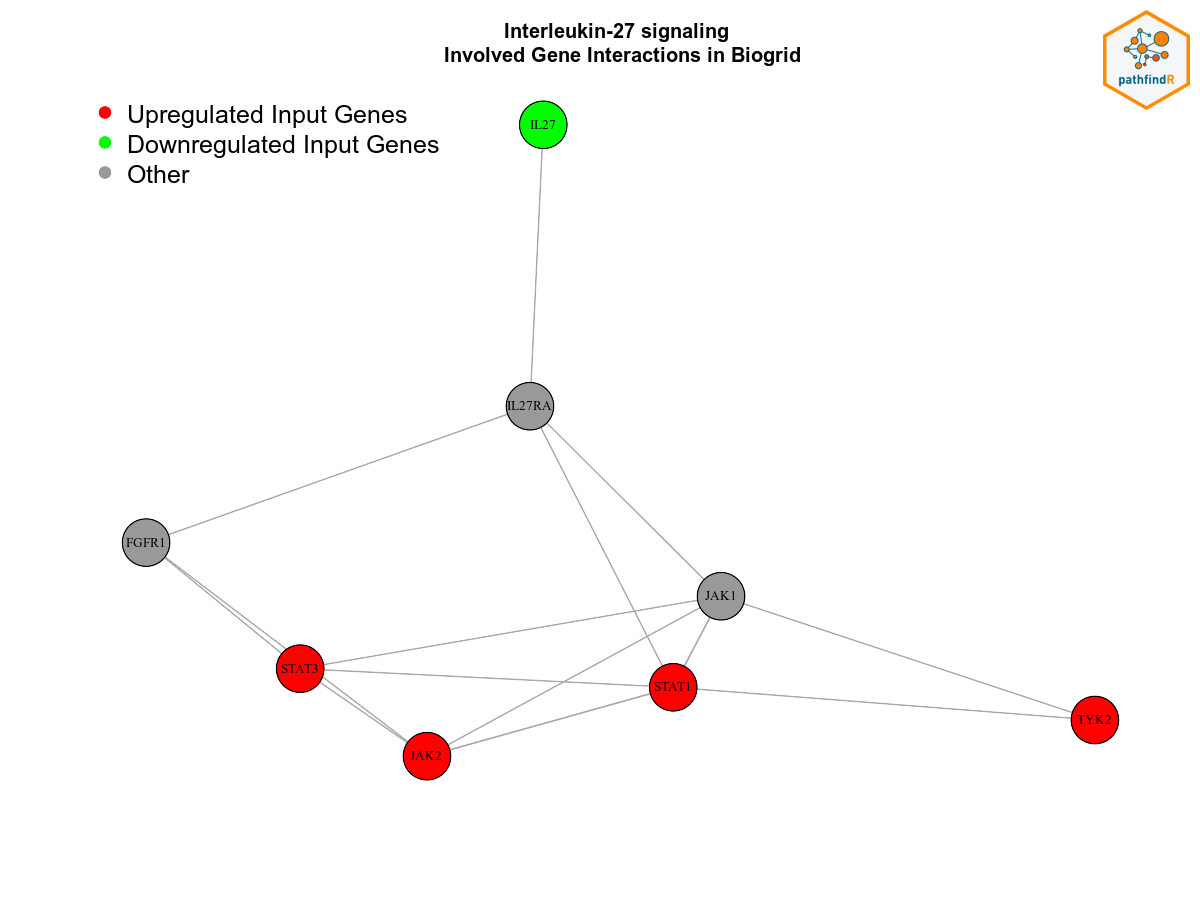 Interleukin-27 signaling
Involved Gene Interactions in Biogrid
pathfindR
Upregulated Input Genes
Downregulated Input Genes
Other
IL27
IL27RA
FGFR1
JAK1
STAT3
STAT1
TYK2
JAK2